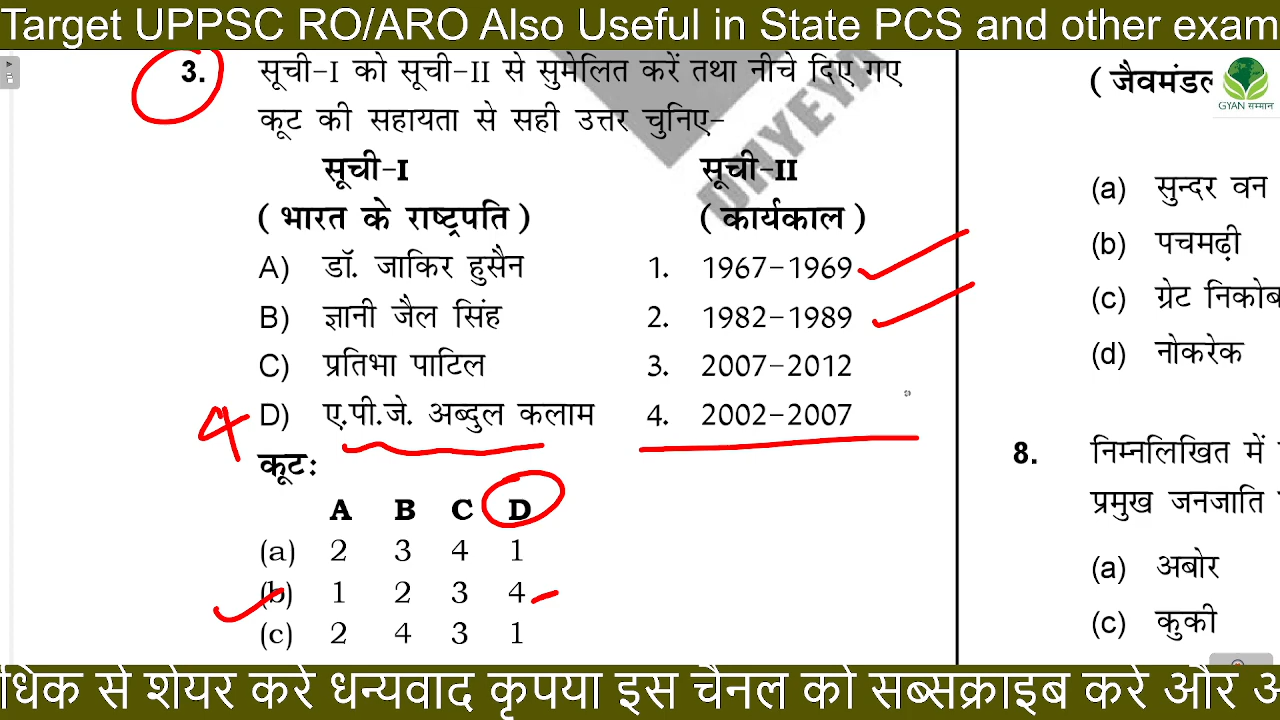 Target UPPSC RO/ARO Also Useful in State PCS and other exam
3. सूची-I को सूची-II से सुमेलित करें तथा नीचे दिए गए
कूट की सहायता से सही उत्तर चुनिए-
सूची-I सूची-II
(भारत के राष्ट्रपति) (कार्यकाल)
A) डॉ. जाकिर हुसैन 1. 1967-1969
B) ज्ञानी जैल सिंह 2. 1982-1989
C) प्रतिभा पाटिल 3. 2007-2012
4 D) ए.पी.जे. अब्दुल कलाम 4. 2002-2007
कूटः
A B C D
(a) 2 3 4 1
(b) 1 2 3 4
(c) 2 4 3 1
(जैवमंडल
GYAN सम्मान
(a) सुन्दर वन
(b) पचमढ़ी
(c) ग्रेट निकोब
(d) नोकरेक
8. निम्नलिखित में
प्रमुख जनजाति
(a) अबोर
(c) कुकी
DHYEYA
धिक से शेयर करे धन्यवाद कृपया इस चैनल को सब्सक्राइब करे और अ